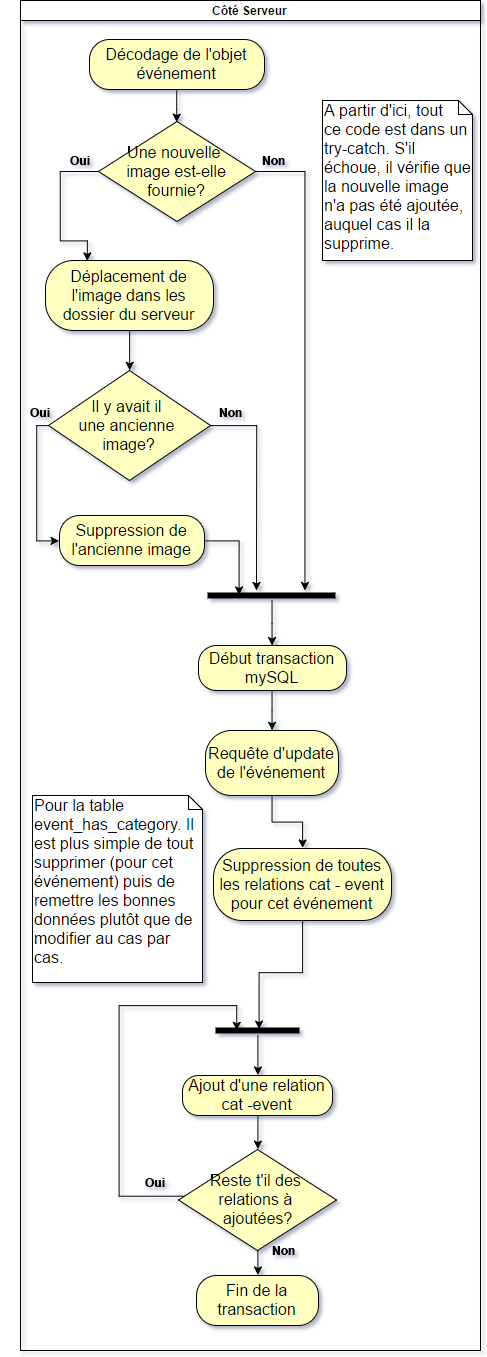 Côté Serveur
Décodage de l'objet
événement
A partir d'ici, tout
ce code est dans un
try-catch. S'il
échoue, il vérifie que
la nouvelle image
n'a pas été ajoutée,
auquel cas il la
supprime.
Une nouvelle
image est-elle
fournie?
Oui
Non
Déplacement de
l'image dans les
dossier du serveur
Il y avait il
une ancienne
image?
Oui
Non
Suppression de
l'ancienne image
Début transaction
mySQL
Requête d'update
de l'événement
Pour la table
event_has_category. Il
est plus simple de tout
supprimer (pour cet
événement) puis de
remettre les bonnes
données plutôt que de
modifier au cas par
cas.
Suppression de toutes
les relations cat - event
pour cet événement
Ajout d'une relation
cat -event
Reste t'il des
relations à
ajoutées?
Oui
Non
Fin de la
transaction